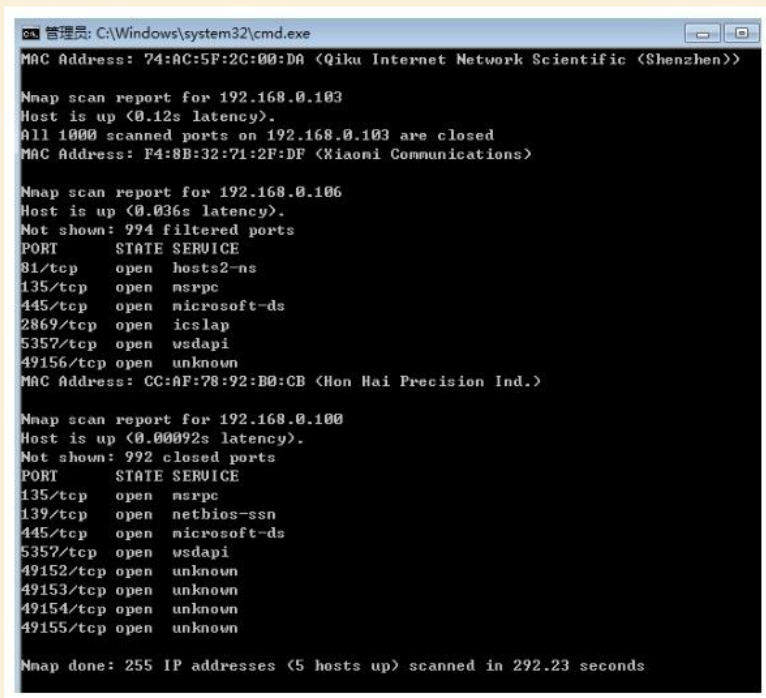 管理员: C:\Windows\system32\cmd.exe
MAC Address: 74:AC:5F:2C:00:DA (Qiku Internet Network Scientific (Shenzhen))
Nmap scan report for 192.168.0.103
Host is up (0.12s latency).
All 1000 scanned ports on 192.168.0.103 are closed
MAC Address: F4:8B:32:71:2F:DF (Xiaomi Communications)
Nmap scan report for 192.168.0.106
Host is up (0.036s latency).
Not shown: 994 filtered ports
PORT STATE SERVICE
81/tcp open hosts2-ns
135/tcp open msrpc
445/tcp open microsoft-ds
2869/tcp open icslap
5357/tcp open wsdapi
49156/tcp open unknown
MAC Address: CC:AF:78:92:B0:CB (Hon Hai Precision Ind.)
Nmap scan report for 192.168.0.100
Host is up (0.00092s latency).
Not shown: 992 closed ports
PORT STATE SERVICE
135/tcp open msrpc
139/tcp open netbios-ssn
445/tcp open microsoft-ds
5357/tcp open wsdapi
49152/tcp open unknown
49153/tcp open unknown
49154/tcp open unknown
49155/tcp open unknown
Nmap done: 255 IP addresses (5 hosts up) scanned in 292.23 seconds